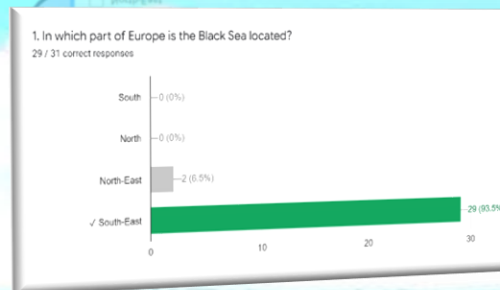 1. In which part of Europe is the Black Sea located?
29 / 31 correct responses
South
0 (0%)
North
0 (0%)
North-East
2 (6.5%)
✓ South-East
29 (93.5%
0
10
20
30